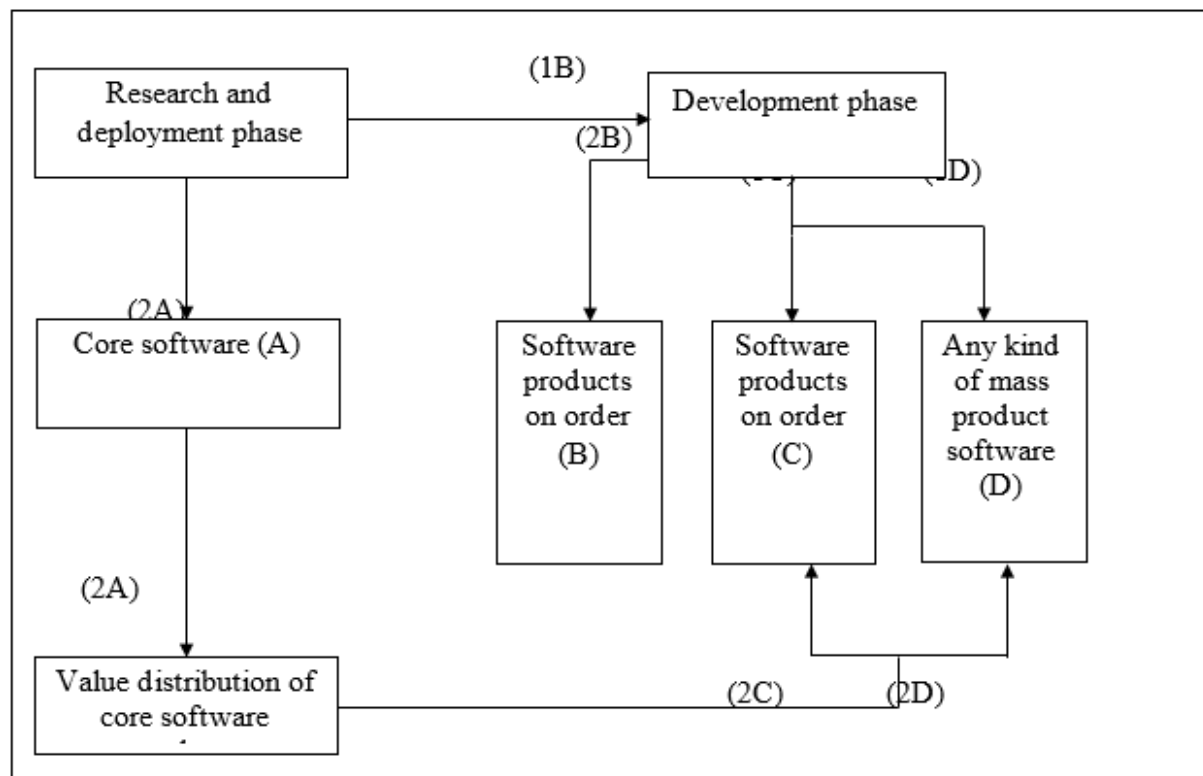 (1B)
Research and
deployment phase
Development phase
(2B)
(2A)
Core software (A)
Software
products
on order
(B)
Software
products
on order
(C)
Any kind
of mass
product
software
(D)
(2A)
Value distribution of
core software
(2C)
(2D)